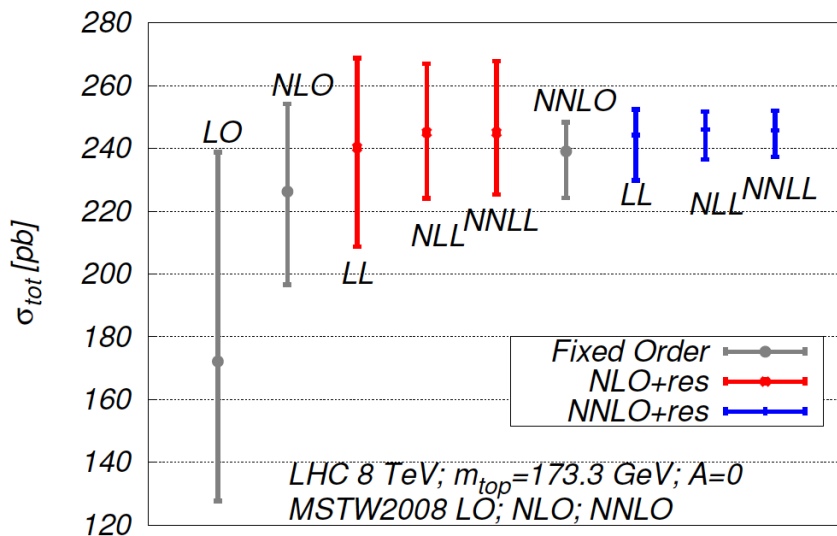 280
260
240
220
200
180
160
140
120
σtot [pb]
LO
NLO
LL
NLL
NNLL
NNLO
LL
NLL
NNLL
Fixed Order
NLO+res
NNLO+res
LHC 8 TeV; mtop=173.3 GeV; A=0
MSTW2008 LO; NLO; NNLO